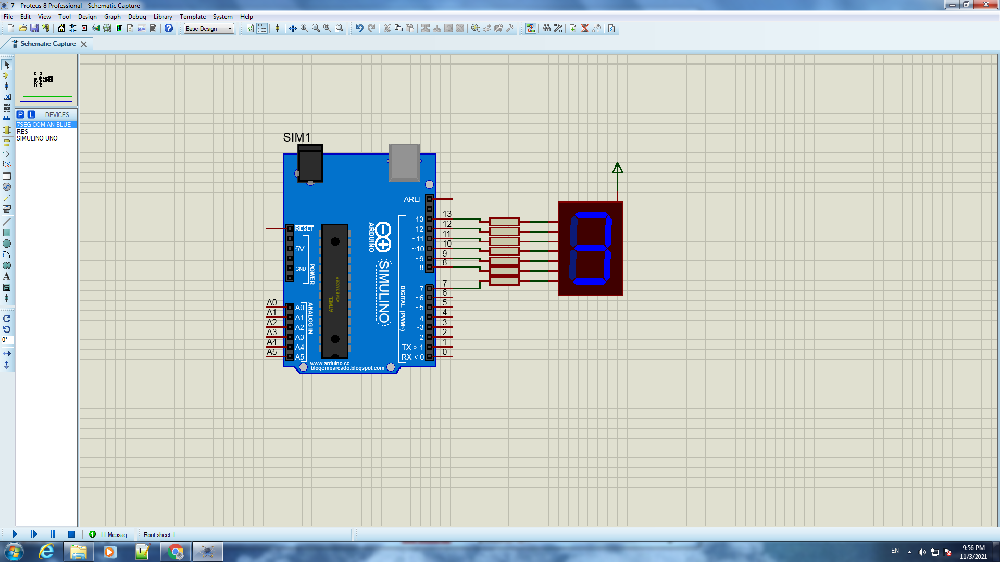 7 - Proteus 8 Professional - Schematic Capture
File Edit View Tool Design Graph Debug Library Template System Help
Base Design
Schematic Capture
P L DEVICES
7SEG-COM-AN-BLUE
RES
SIMULINO UNO
LBL
A
S
0°
SIM1
AREF
13 13
12 12
~11 11
~10 10
~9 9
8 8
7 7
~6 6
~5 5
4 4
~3 3
2 2
TX > 1 1
RX < 0 0
RESET
5V
GND
POWER
A0 A0
A1 A1
A2 A2
A3 A3
A4 A4
A5 A5
ANALOG IN
ATMEL
ATMEGA328P
ARDUINO
SIMULINO
DIGITAL (PWM~)
www.arduino.cc
blogembarcado.blogspot.com
11 Messag...
Root sheet 1
EN
9:56 PM
11/3/2021